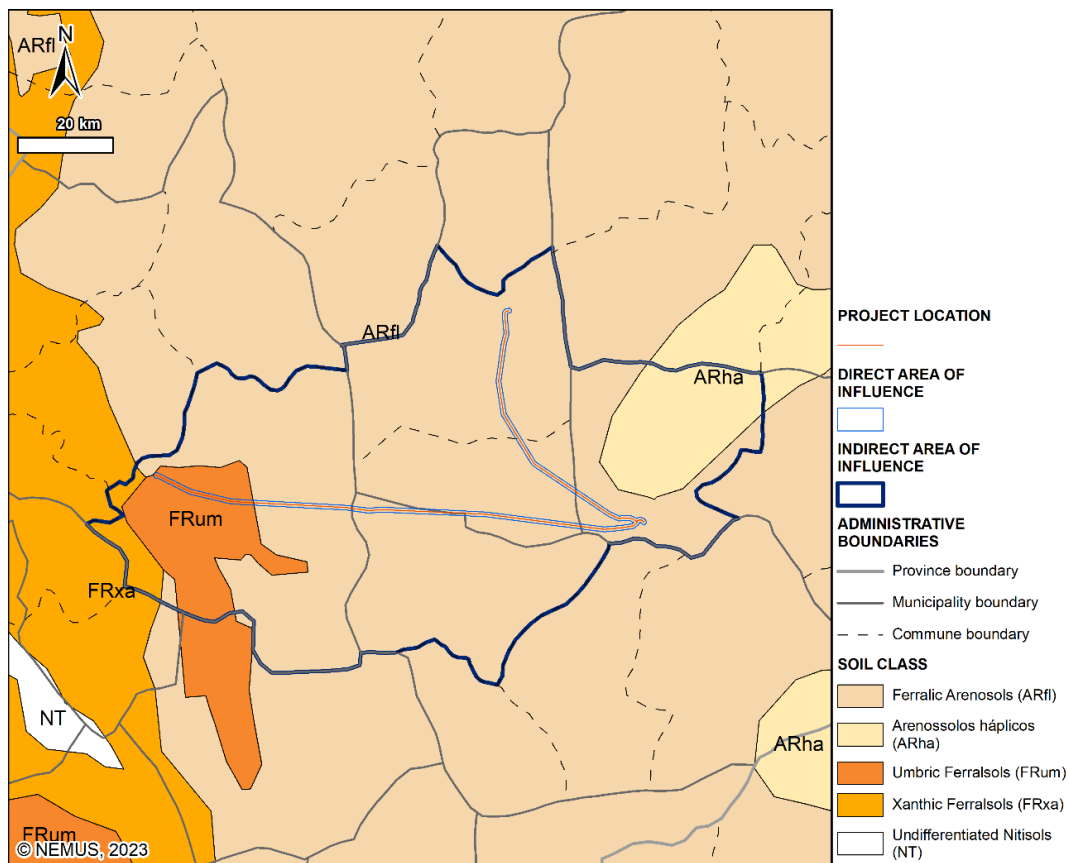 ARfl
N
20 km
ARfl
ARha
FRum
FRxa
NT
ARha
FRum
© NEMUS, 2023
PROJECT LOCATION
DIRECT AREA OF
INFLUENCE
INDIRECT AREA OF
INFLUENCE
ADMINISTRATIVE
BOUNDARIES
Province boundary
Municipality boundary
Commune boundary
SOIL CLASS
Ferralic Arenosols (ARfl)
Arenossolos háplicos
(ARha)
Umbric Ferralsols (FRum)
Xanthic Ferralsols (FRxa)
Undifferentiated Nitisols
(NT)